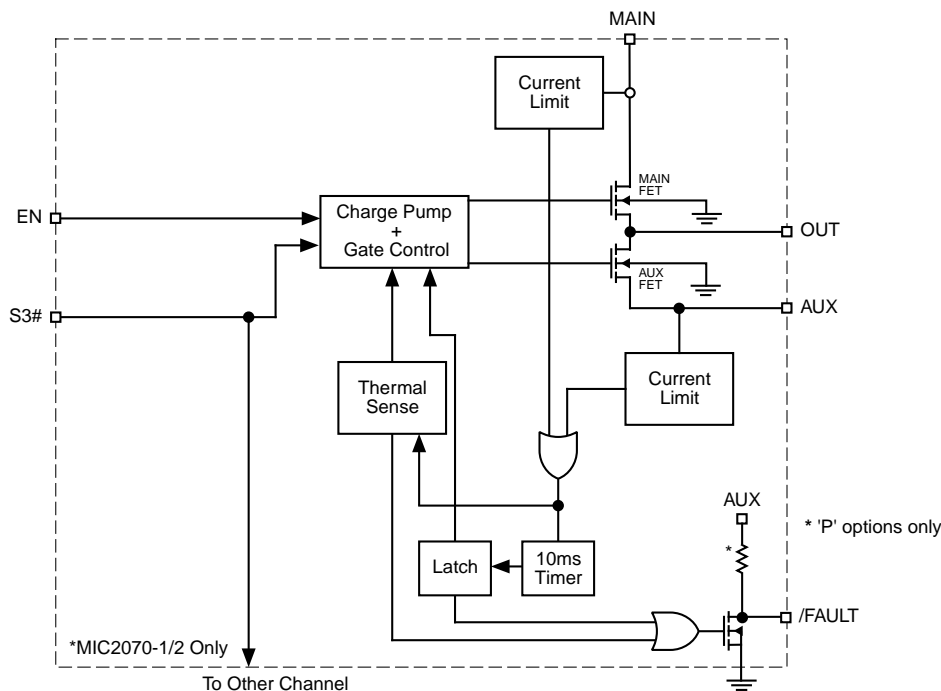 MAIN
Current
Limit
MAIN
FET
EN
Charge Pump
+
Gate Control
OUT
AUX
FET
S3#
AUX
Thermal
Sense
Current
Limit
AUX
* 'P' options only
*
Latch
10ms
Timer
/FAULT
*MIC2070-1/2 Only
To Other Channel